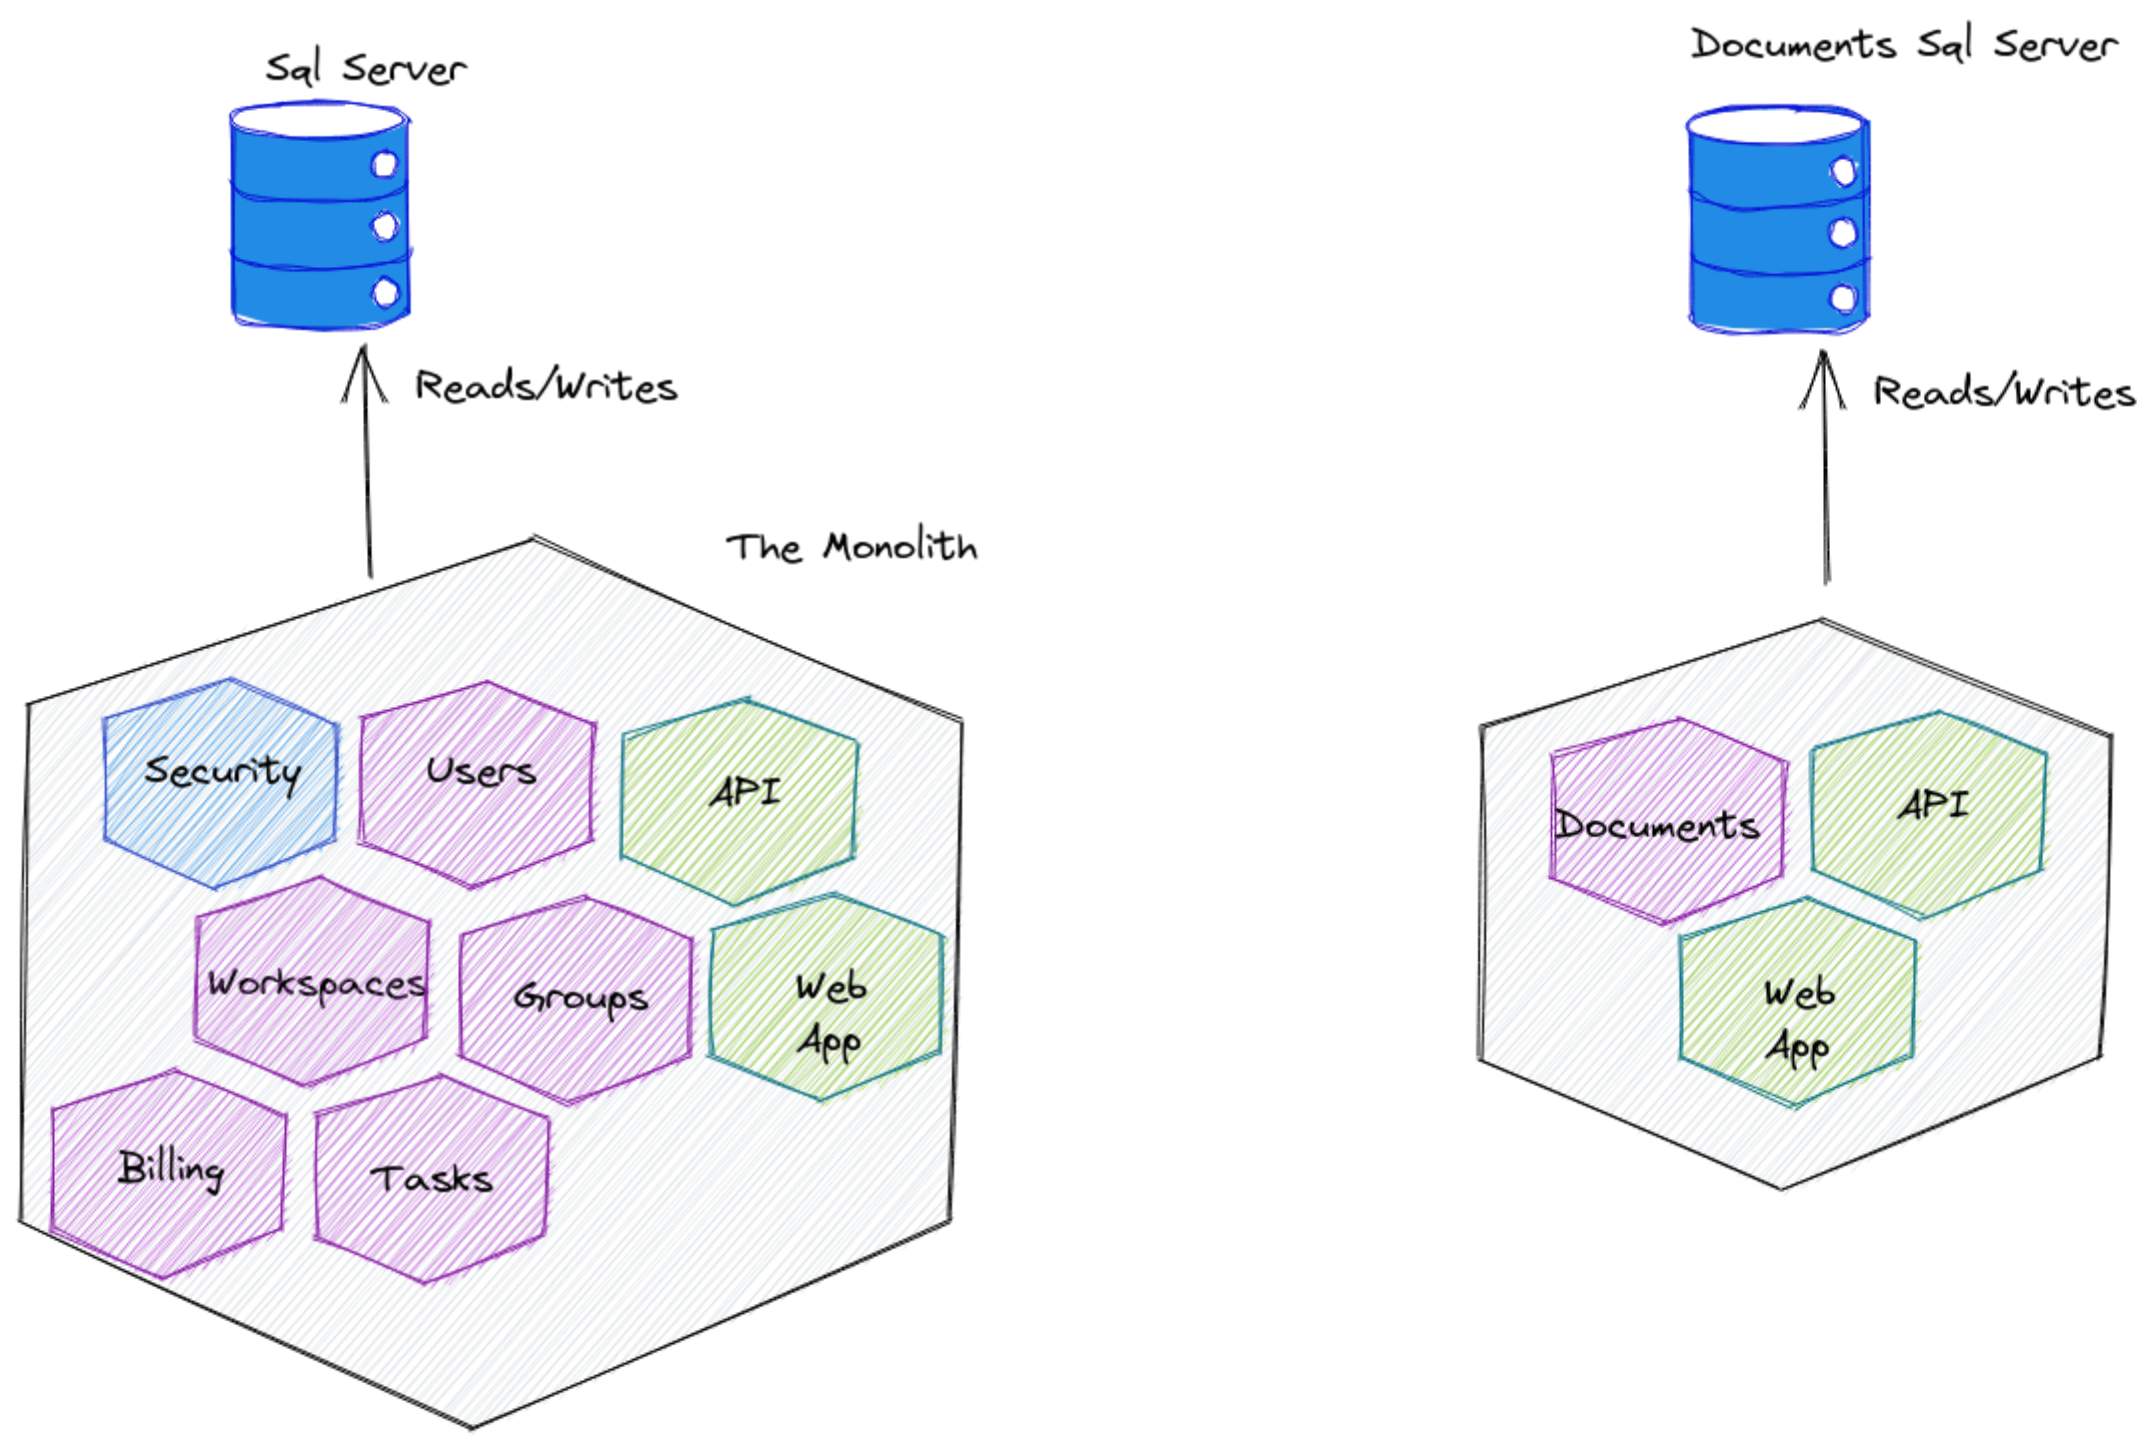 Sql Server
Documents Sql Server
Reads/Writes
Reads/Writes
The Monolith
Security
Users
API
Workspaces
Groups
Web
App
Billing
Tasks
Documents
API
Web
App